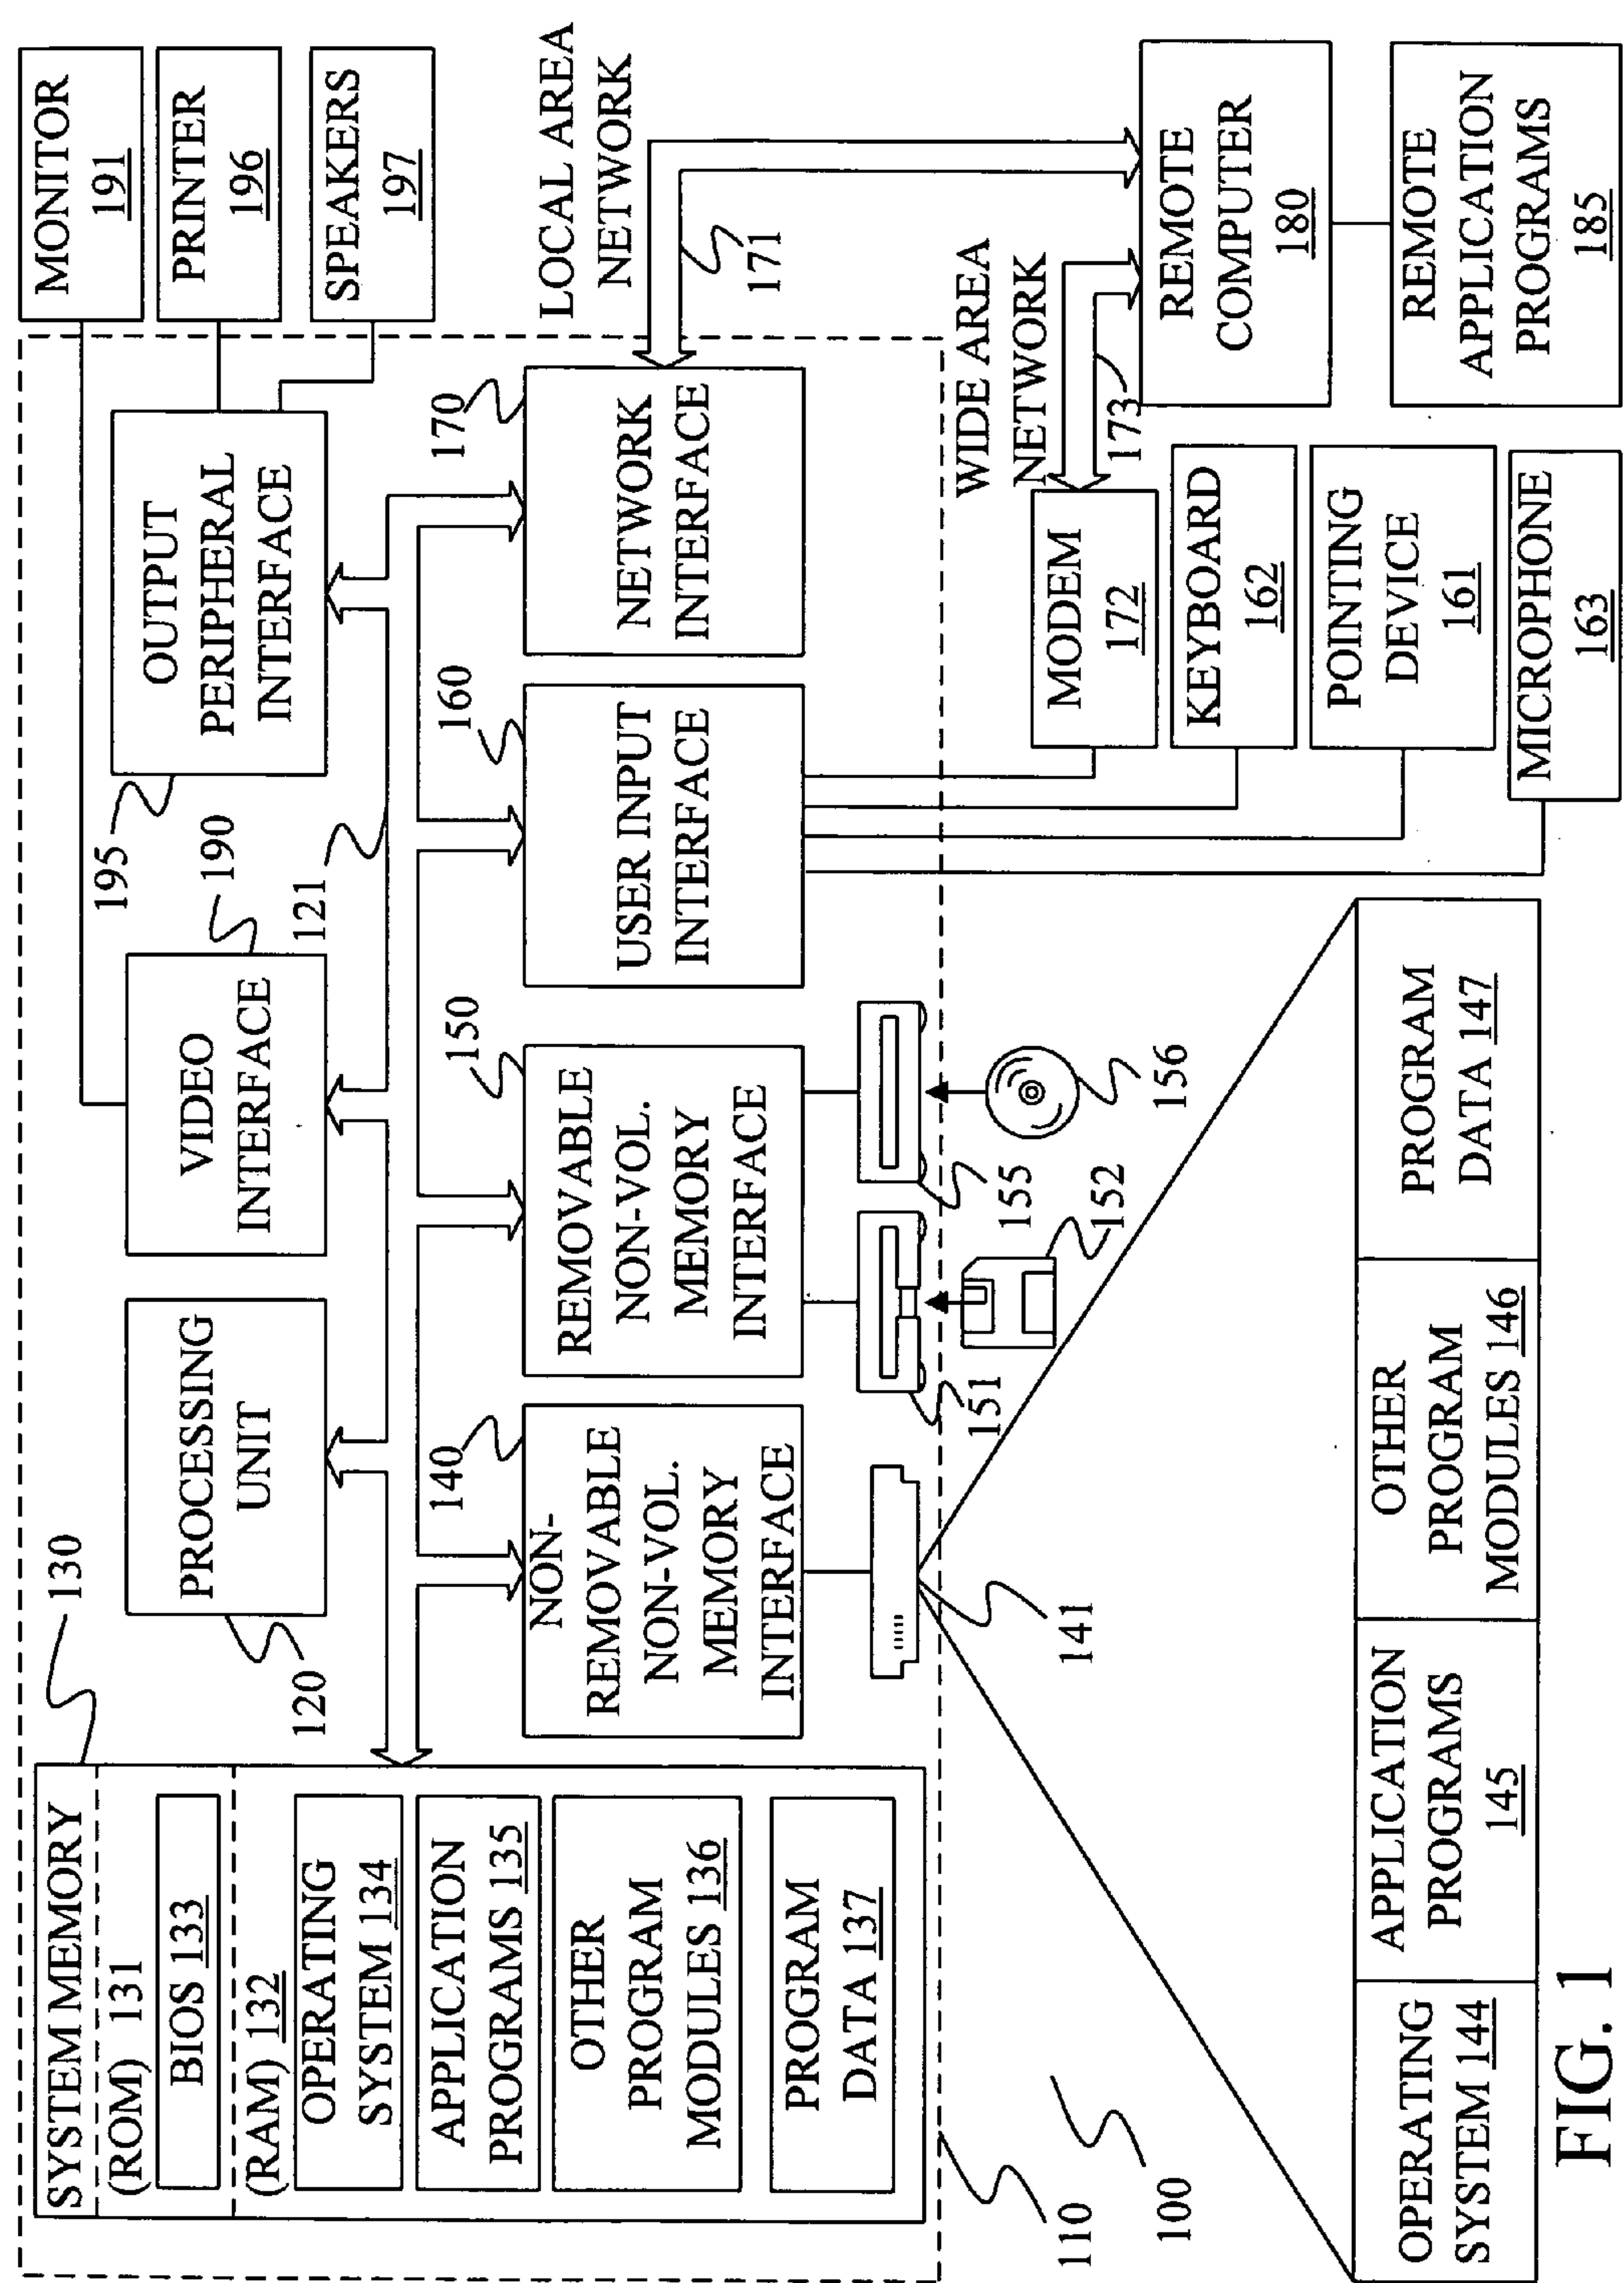 SYSTEM MEMORY
(ROM) 131
BIOS 133
(RAM) 132
OPERATING
SYSTEM 134
APPLICATION
PROGRAMS 135
OTHER
PROGRAM
MODULES 136
PROGRAM
DATA 137
130
PROCESSING
UNIT
120
VIDEO
INTERFACE
190
121
OUTPUT
PERIPHERAL
INTERFACE
195
MONITOR
191
PRINTER
196
SPEAKERS
197
140
NON-
REMOVABLE
NON-VOL.
MEMORY
INTERFACE
150
REMOVABLE
NON-VOL.
MEMORY
INTERFACE
160
USER INPUT
INTERFACE
170
NETWORK
INTERFACE
LOCAL AREA
NETWORK
171
WIDE AREA
NETWORK
173
141
151
152
155
156
MODEM
172
KEYBOARD
162
POINTING
DEVICE
161
MICROPHONE
163
REMOTE
COMPUTER
180
REMOTE
APPLICATION
PROGRAMS
185
110
100
OPERATING
SYSTEM 144
APPLICATION
PROGRAMS
145
OTHER
PROGRAM
MODULES 146
PROGRAM
DATA 147
FIG. 1